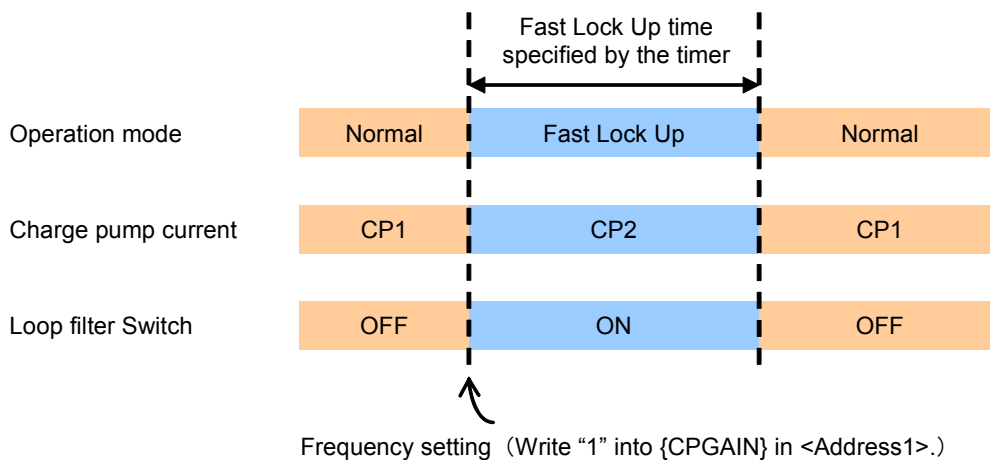 Fast Lock Up time
specified by the timer
Operation mode
Normal
Fast Lock Up
Normal
Charge pump current
CP1
CP2
CP1
Loop filter Switch
OFF
ON
OFF
Frequency setting（Write “1” into {CPGAIN} in <Address1>.）